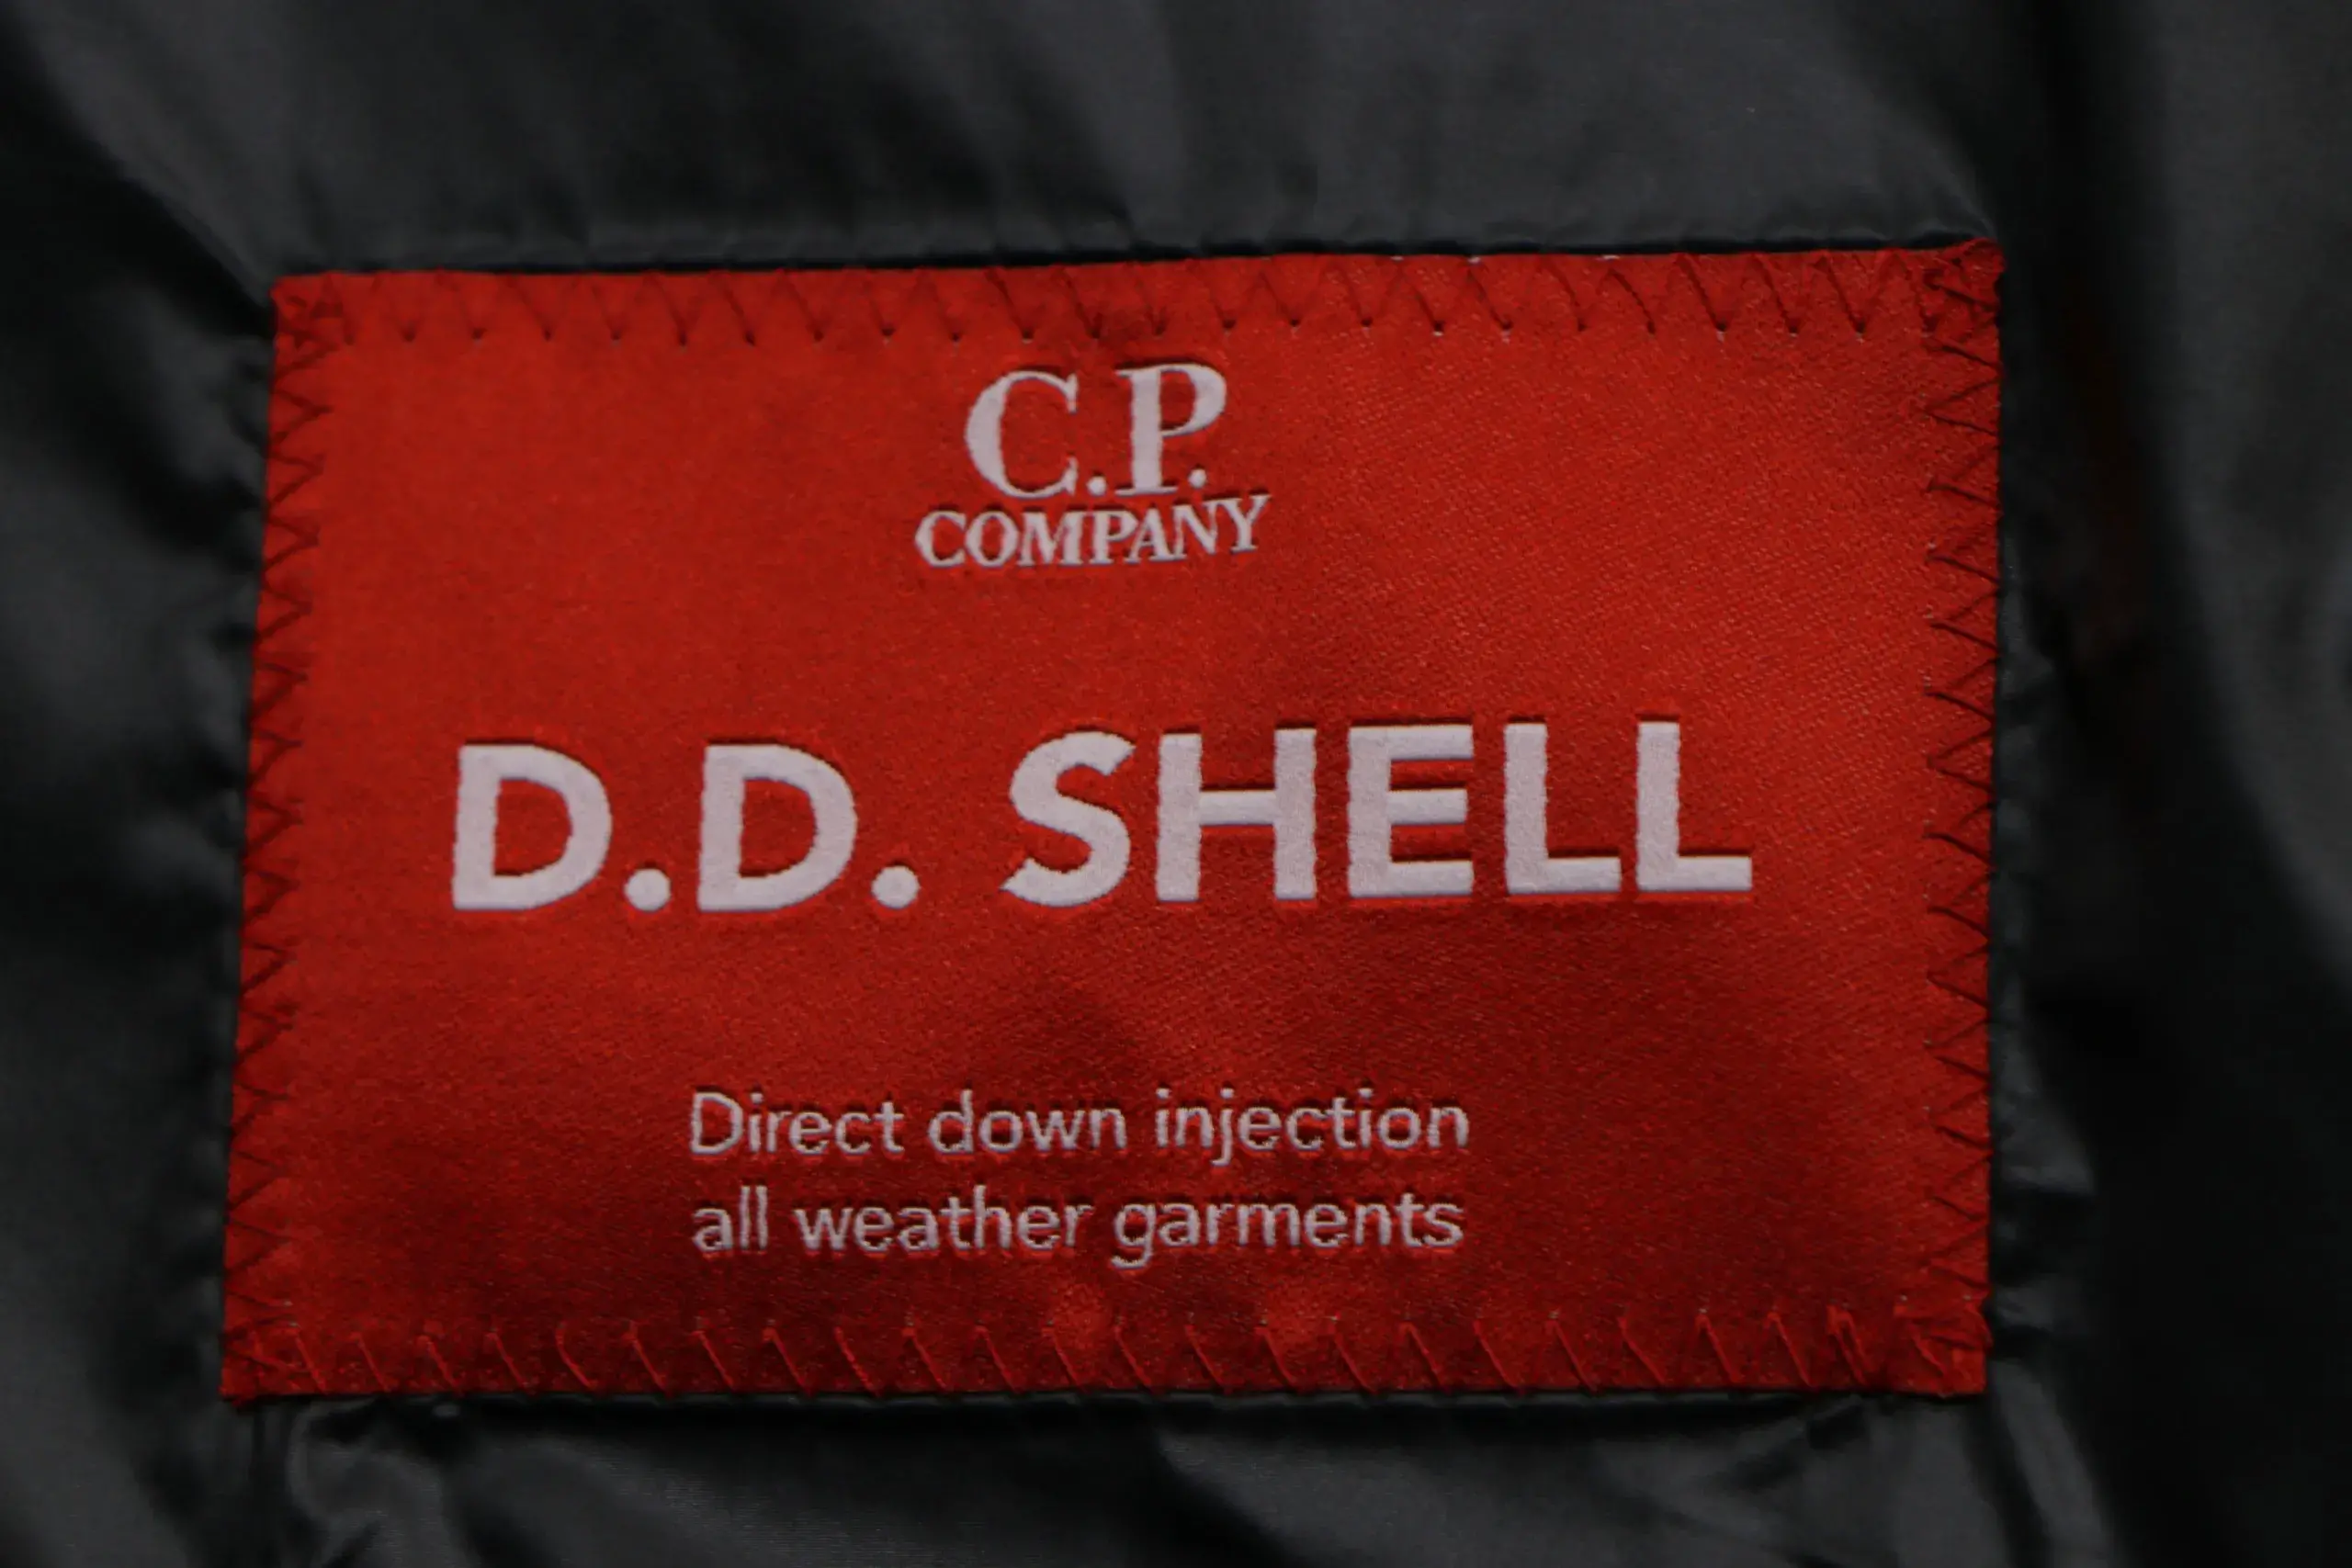 C.P.
COMPANY
D.D. SHELL
Direct down injection
all weather garments